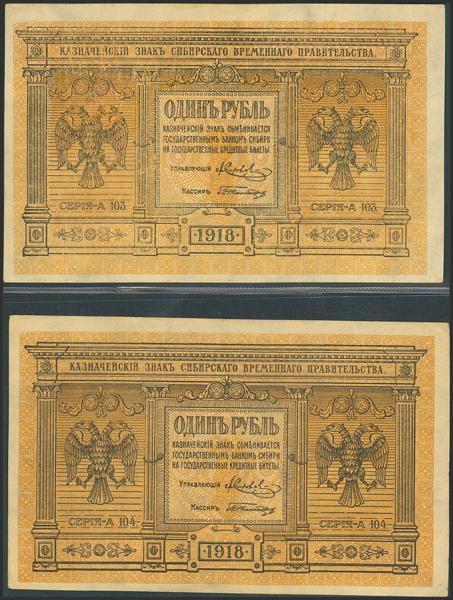 КАЗНАЧЕЙСКІЙ ЗНАКЪ СИБИРСКАГО ВРЕМЕННАГО ПРАВИТЕЛЬСТВА.
ОДИНЪ РУБЛЬ
КАЗНАЧЕЙСКІЙ ЗНАКЪ ОБМѢНИВАЕТСЯ
ГОСУДАРСТВЕННЫМЪ БАНКОМЪ СИБИРИ
НА ГОСУДАРСТВЕННЫЕ КРЕДИТНЫЕ БИЛЕТЫ.
УПРАВЛЯЮЩІЙ
КАССИРЪ
СЕРІЯ-А 103 СЕРІЯ-А 103
·1918·
КАЗНАЧЕЙСКІЙ ЗНАКЪ СИБИРСКАГО ВРЕМЕННАГО ПРАВИТЕЛЬСТВА.
ОДИНЪ РУБЛЬ
КАЗНАЧЕЙСКІЙ ЗНАКЪ ОБМѢНИВАЕТСЯ
ГОСУДАРСТВЕННЫМЪ БАНКОМЪ СИБИРИ
НА ГОСУДАРСТВЕННЫЕ КРЕДИТНЫЕ БИЛЕТЫ.
УПРАВЛЯЮЩІЙ
КАССИРЪ
СЕРІЯ-А 104 СЕРІЯ-А 104
·1918·